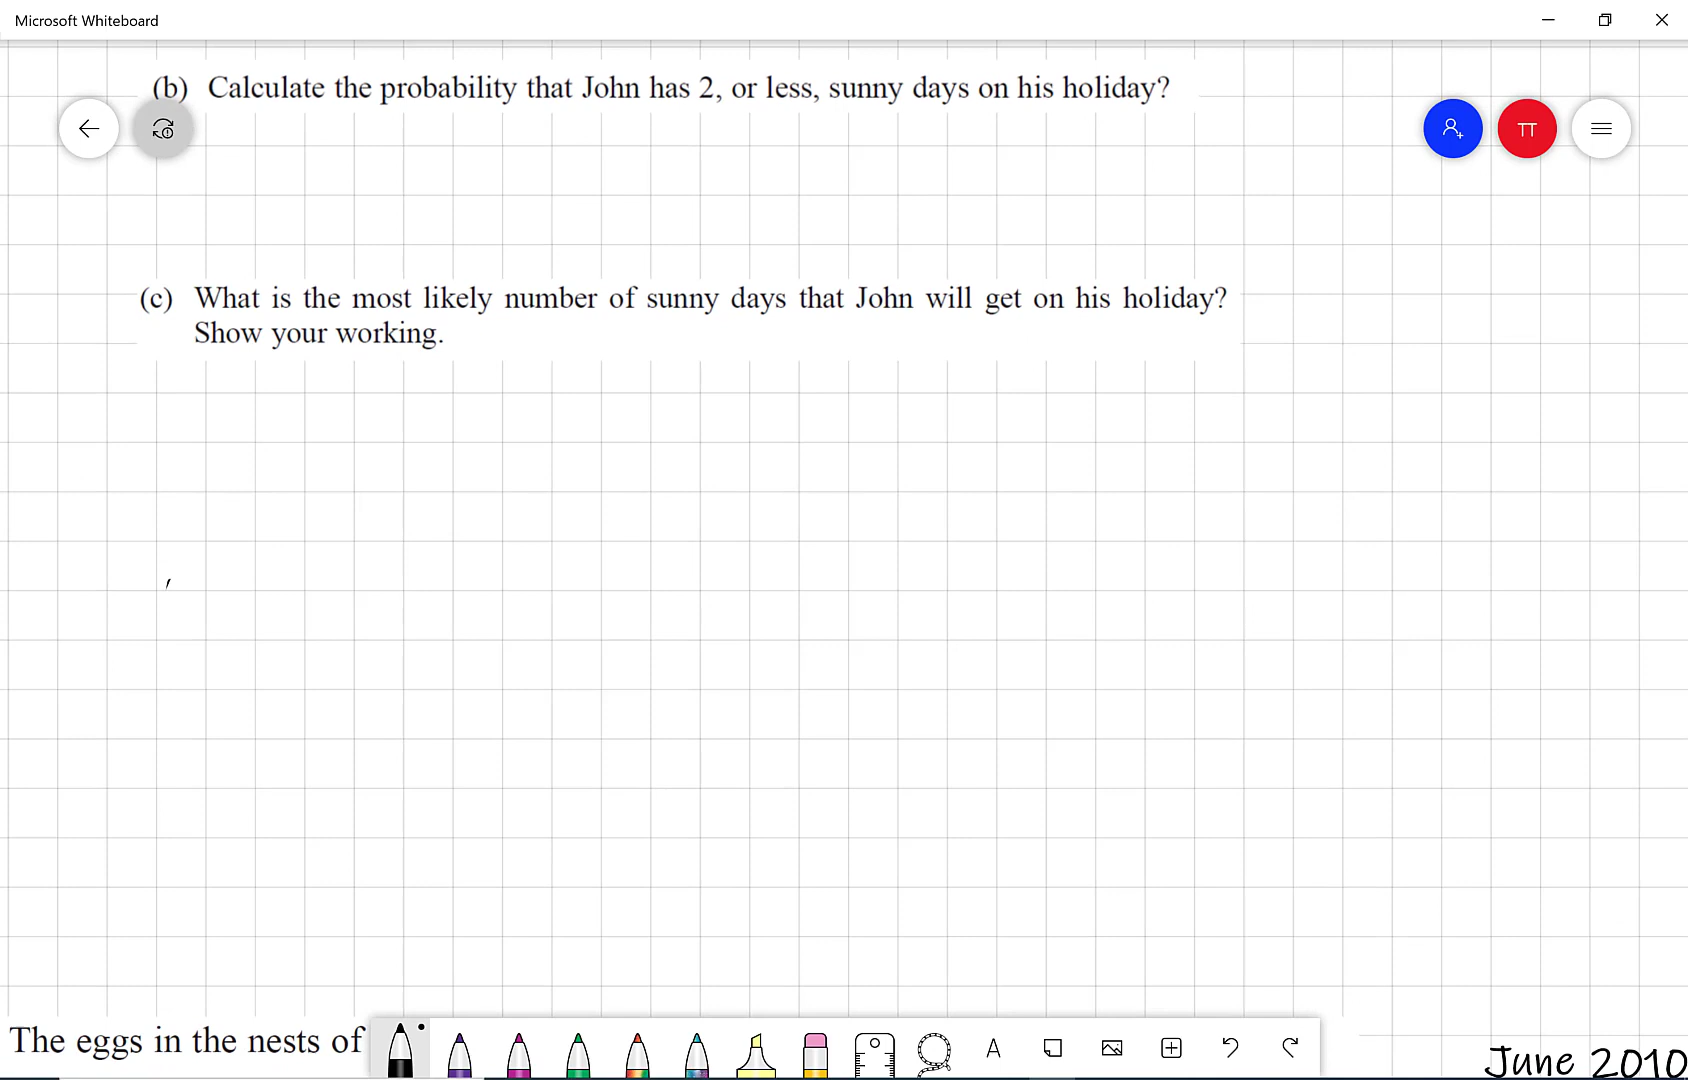 Microsoft Whiteboard
(b) Calculate the probability that John has 2, or less, sunny days on his holiday?
TT
(c) What is the most likely number of sunny days that John will get on his holiday?
Show your working.
The eggs in the nests of
A
June 2010